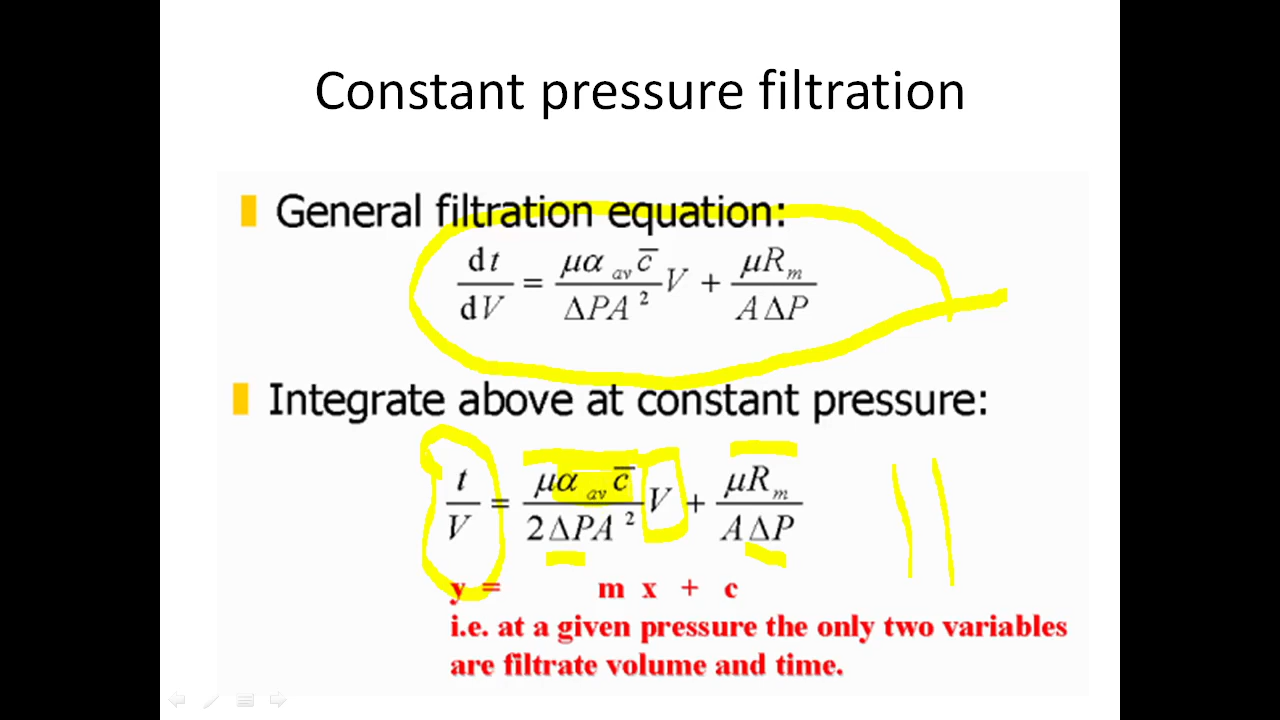 Constant pressure filtration
General filtration equation:
dt/dV = μα_av c̄/ΔPA² V + μR_m/AΔP
Integrate above at constant pressure:
t/V = μα_av c̄/2ΔPA² V + μR_m/AΔP
y = m x + c
i.e. at a given pressure the only two variables
are filtrate volume and time.